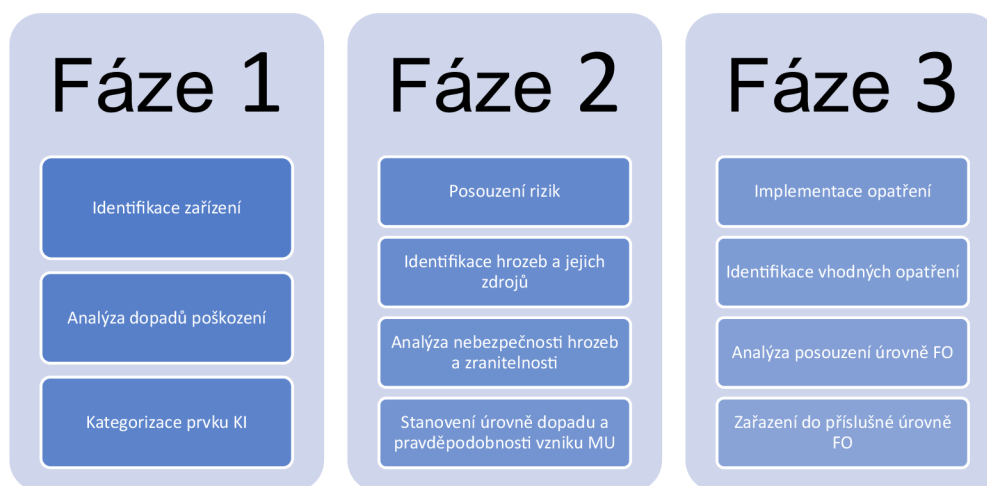 Fáze 1
Identifikace zařízení
Analýza dopadů poškození
Kategorizace prvku KI
Fáze 2
Posouzení rizik
Identifikace hrozeb a jejich
zdrojů
Analýza nebezpečnosti hrozeb
a zranitelnosti
Stanovení úrovně dopadu a
pravděpodobnosti vzniku MU
Fáze 3
Implementace opatření
Identifikace vhodných opatření
Analýza posouzení úrovně FO
Zařazení do příslušné úrovně
FO